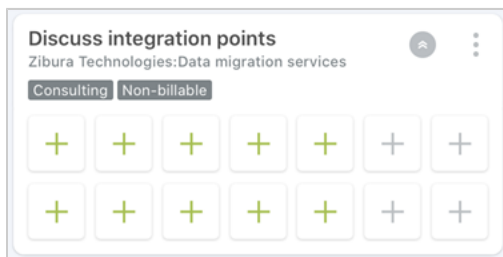 Discuss integration points
Zibura Technologies:Data migration services
Consulting Non-billable